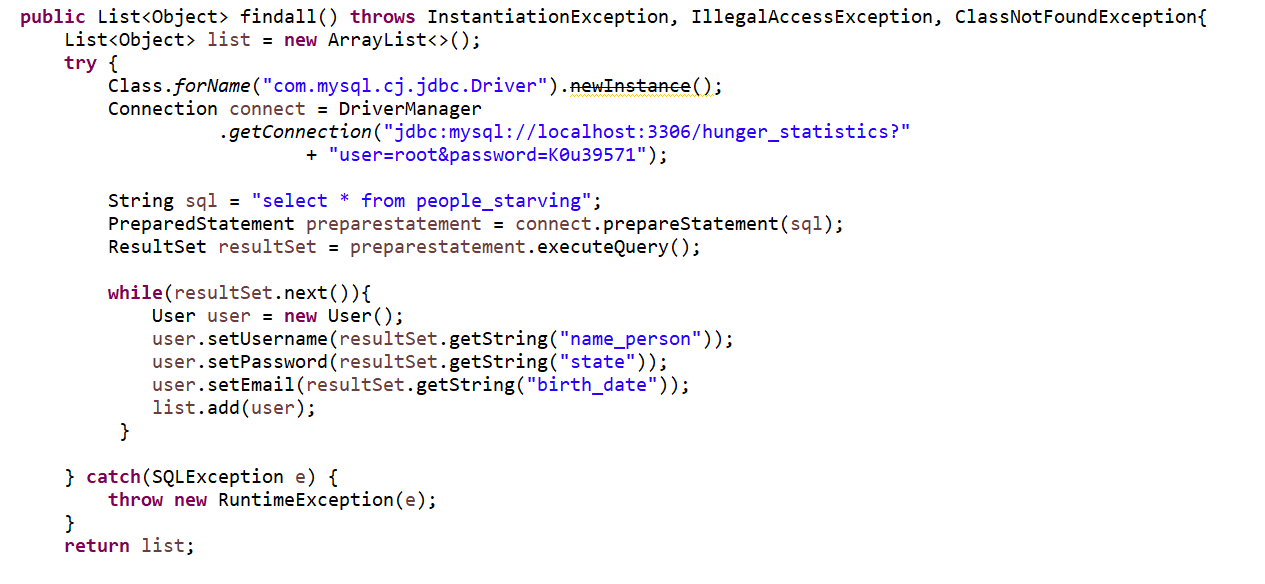 public List<Object> findall() throws InstantiationException, IllegalAccessException, ClassNotFoundException{
List<Object> list = new ArrayList<>();
try {
Class.forName("com.mysql.cj.jdbc.Driver").newInstance();
Connection connect = DriverManager
.getConnection("jdbc:mysql://localhost:3306/hunger_statistics?"
+ "user=root&password=K0u39571");
String sql = "select * from people_starving";
PreparedStatement preparestatement = connect.prepareStatement(sql);
ResultSet resultSet = preparestatement.executeQuery();
while(resultSet.next()){
User user = new User();
user.setUsername(resultSet.getString("name_person"));
user.setPassword(resultSet.getString("state"));
user.setEmail(resultSet.getString("birth_date"));
list.add(user);
}
} catch(SQLException e) {
throw new RuntimeException(e);
}
return list;